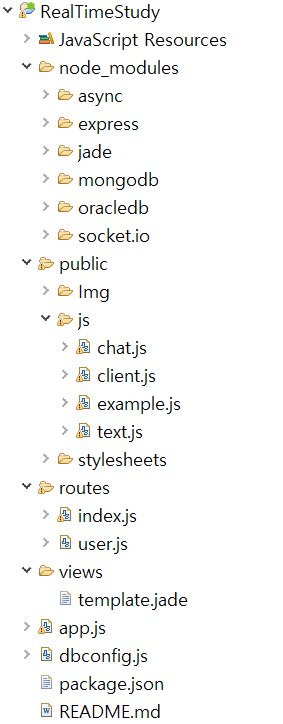 RealTimeStudy
JavaScript Resources
node_modules
async
express
jade
mongodb
oracledb
socket.io
public
Img
js
chat.js
client.js
example.js
text.js
stylesheets
routes
index.js
user.js
views
template.jade
app.js
dbconfig.js
package.json
README.md